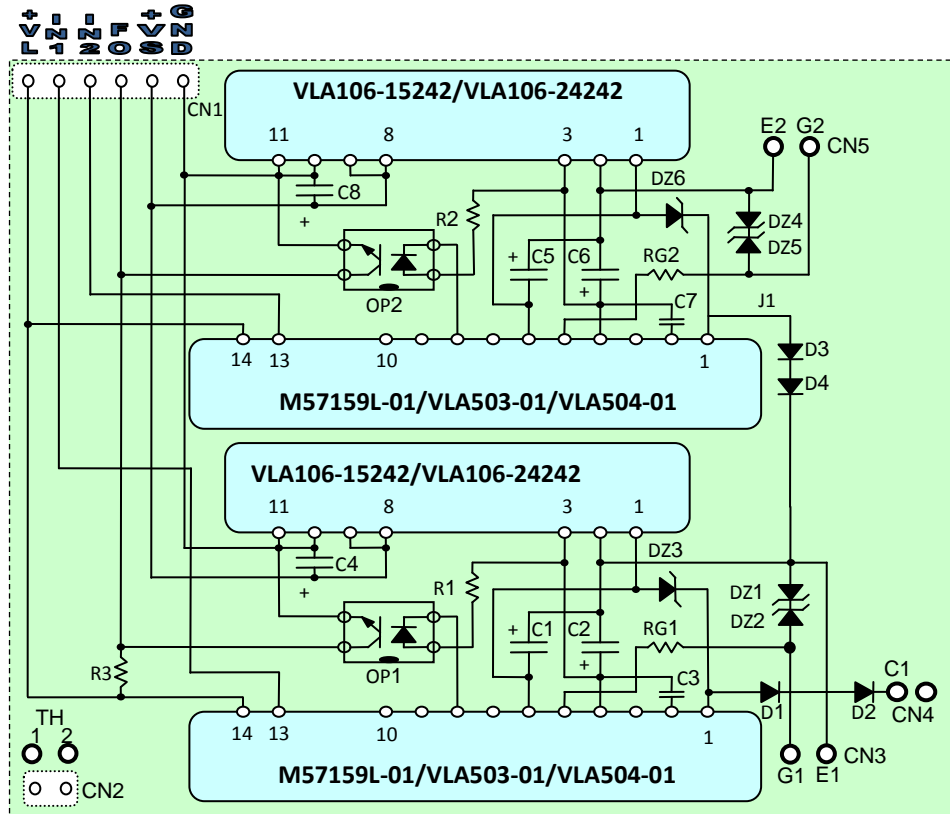 +VL IN1 IN2 FO +VS GND
CN1
VLA106-15242/VLA106-24242
11 8 3 1
E2 G2 CN5
C8
+
R2
DZ6
DZ4
DZ5
+ C5 C6
+
RG2
OP2
C7
J1
14 13 10 1
D3
D4
M57159L-01/VLA503-01/VLA504-01
VLA106-15242/VLA106-24242
11 8 3 1
C4
+
R1
DZ3
DZ1
DZ2
+ C1 C2
+
RG1
R3
OP1
C3
C1
CN4
D1 D2
TH
1 2
14 13 10 1
CN3
G1 E1
M57159L-01/VLA503-01/VLA504-01
CN2